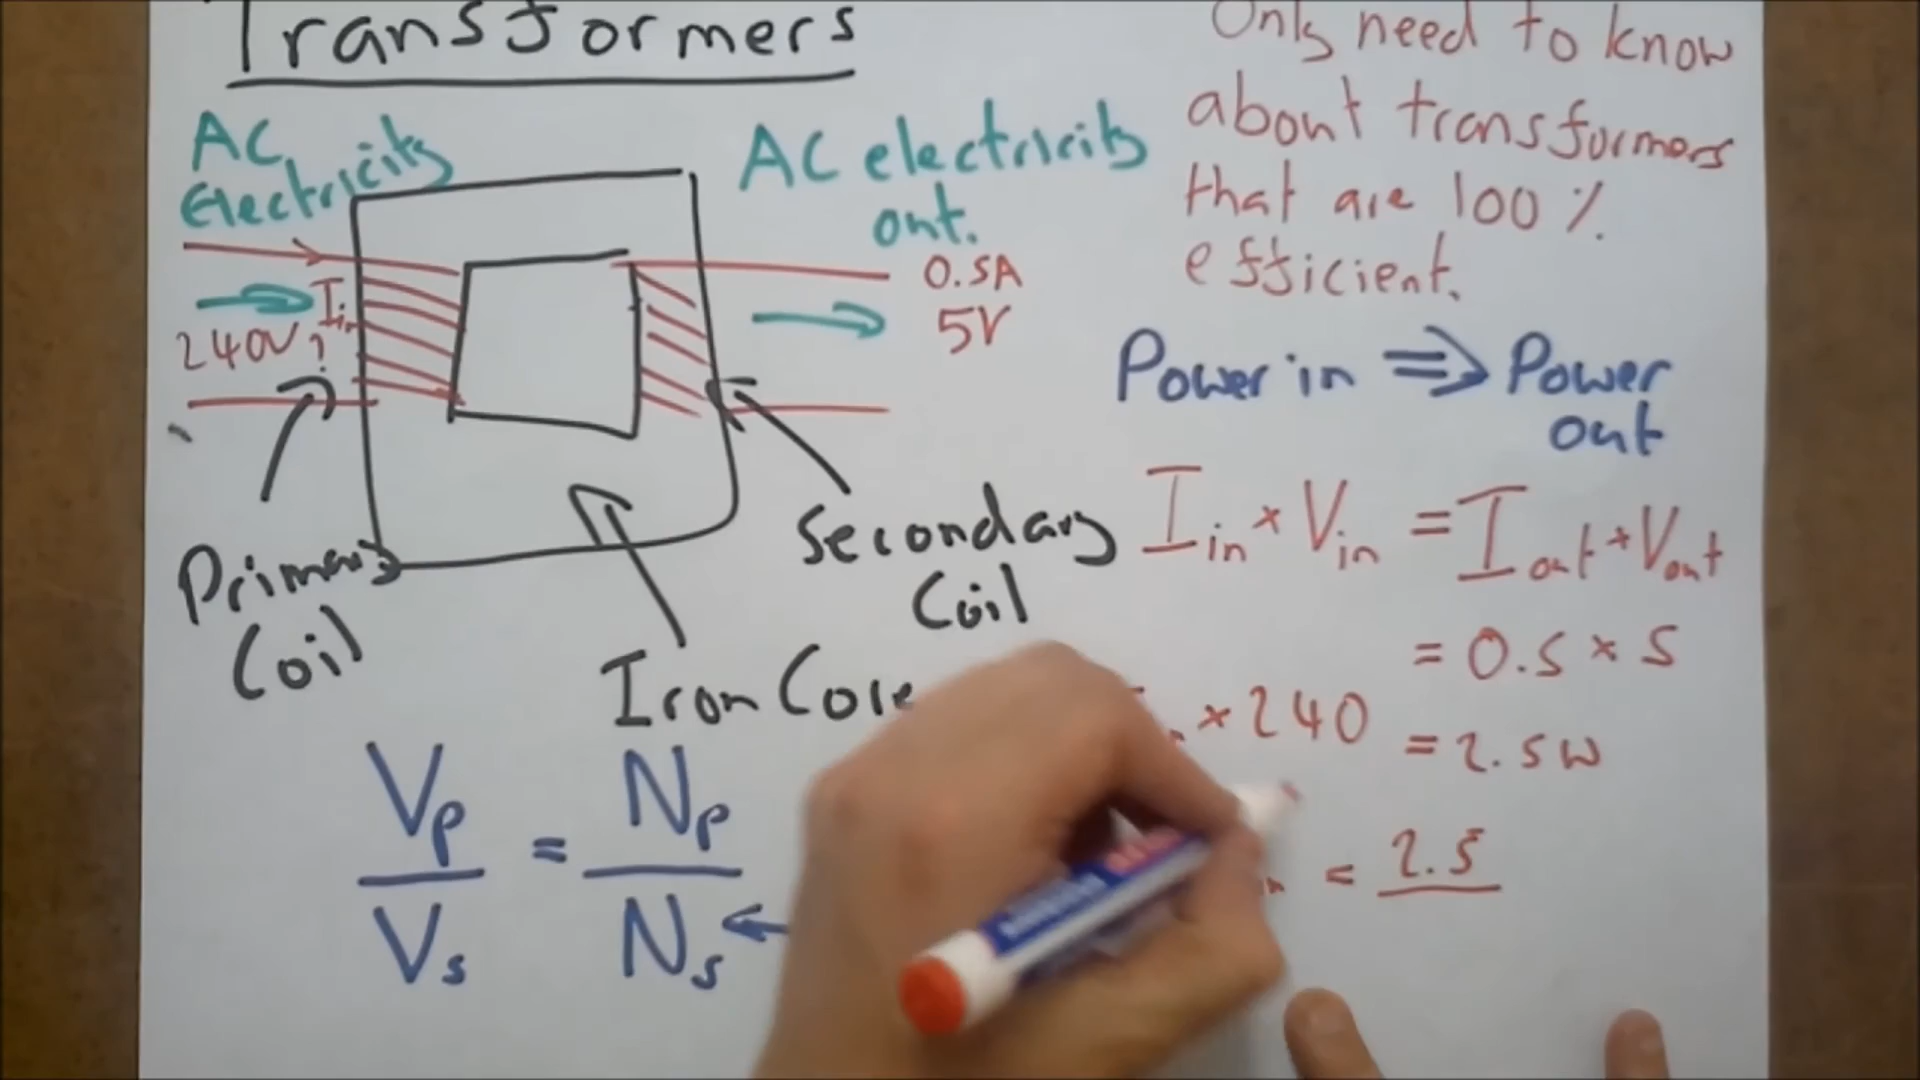 Transformers
AC
Electricity
AC electricity
out.
Iin
240V ?
0.5A
5V
Primary
Coil
Secondary
Coil
Iron Core
Vp
Vs
=
Np
Ns
Only need to know
about transformers
that are 100%
efficient.
Power in ⇒ Power
out
Iin × Vin = Iout × Vout
= 0.5 × 5
× 240 = 2.5W
= 2.5